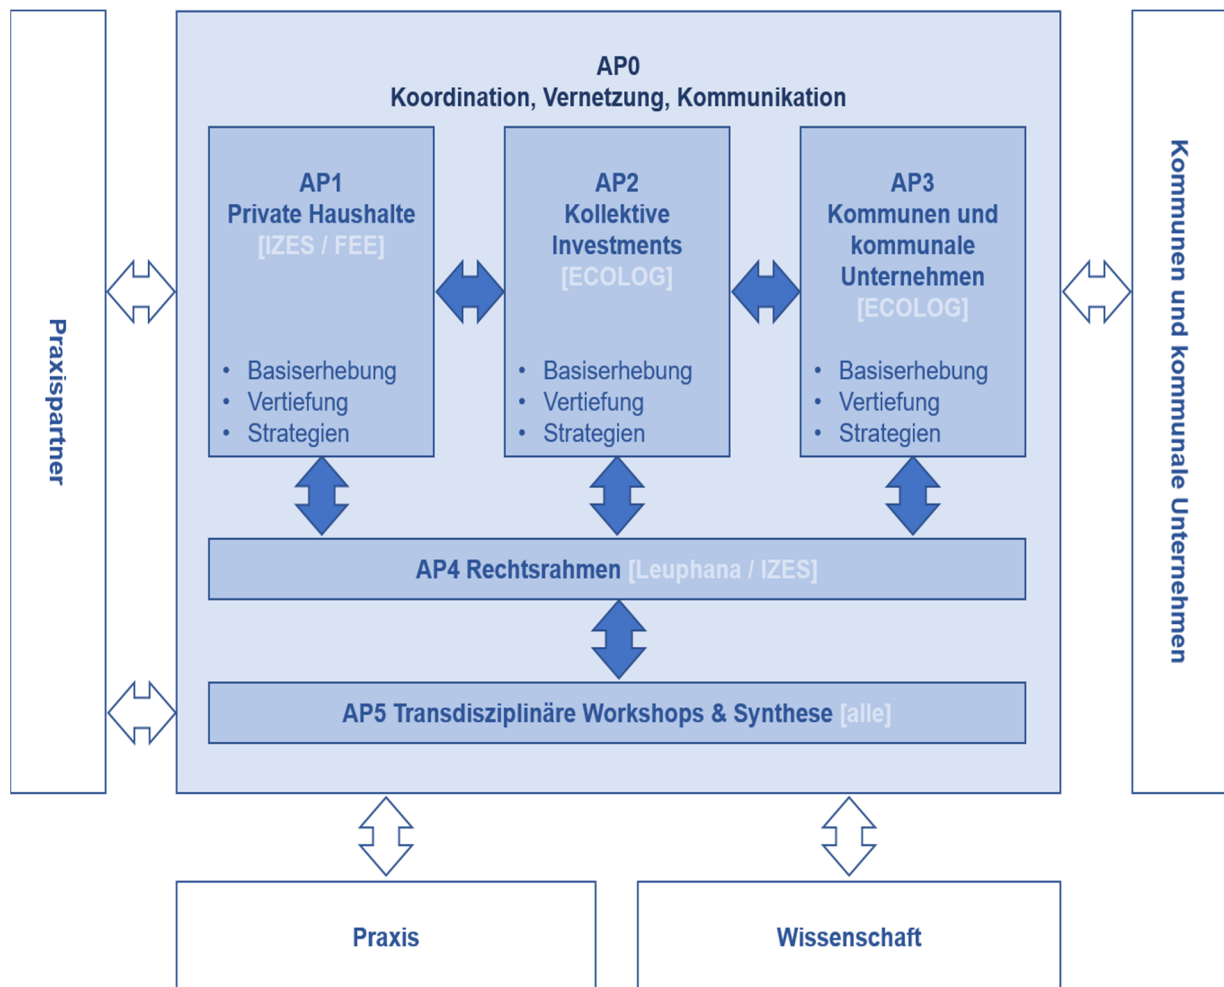 AP0
Koordination, Vernetzung, Kommunikation
AP1
Private Haushalte
[IZES / FEE]
• Basiserhebung
• Vertiefung
• Strategien
AP2
Kollektive
Investments
[ECOLOG]
• Basiserhebung
• Vertiefung
• Strategien
AP3
Kommunen und
kommunale
Unternehmen
[ECOLOG]
• Basiserhebung
• Vertiefung
• Strategien
AP4 Rechtsrahmen [Leuphana / IZES]
AP5 Transdisziplinäre Workshops & Synthese [alle]
Praxispartner
Kommunen und kommunale Unternehmen
Praxis
Wissenschaft